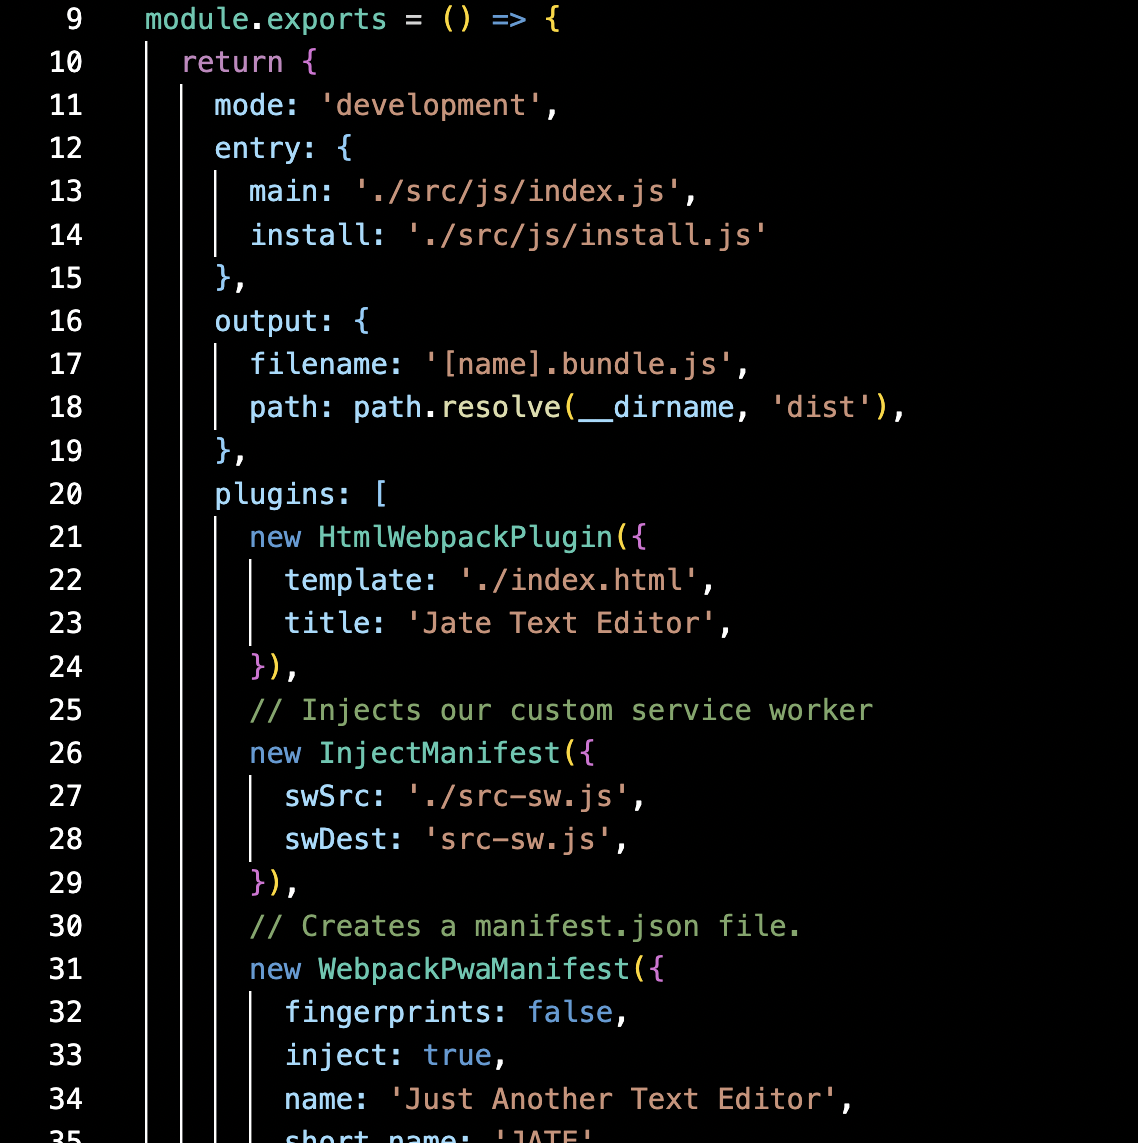 9 module.exports = () => {
10 return {
11 mode: 'development',
12 entry: {
13 main: './src/js/index.js',
14 install: './src/js/install.js'
15 },
16 output: {
17 filename: '[name].bundle.js',
18 path: path.resolve(__dirname, 'dist'),
19 },
20 plugins: [
21 new HtmlWebpackPlugin({
22 template: './index.html',
23 title: 'Jate Text Editor',
24 }),
25 // Injects our custom service worker
26 new InjectManifest({
27 swSrc: './src-sw.js',
28 swDest: 'src-sw.js',
29 }),
30 // Creates a manifest.json file.
31 new WebpackPwaManifest({
32 fingerprints: false,
33 inject: true,
34 name: 'Just Another Text Editor',
35 short_name: 'JATE'